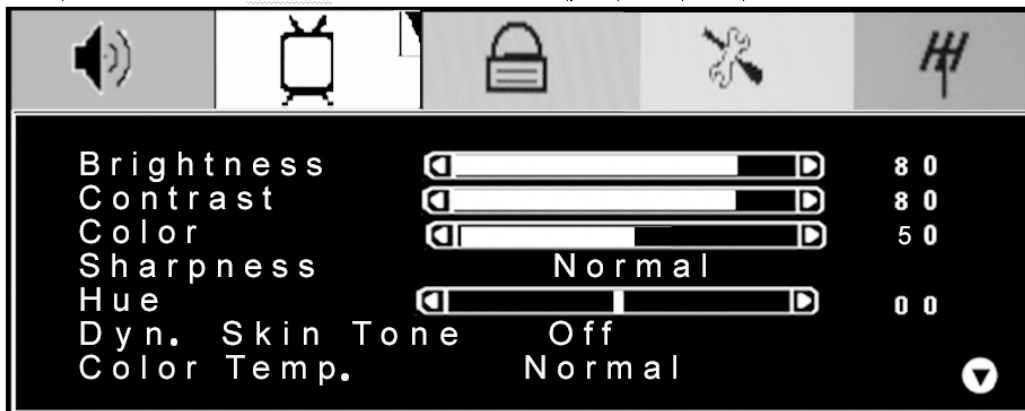 Brightness 80
Contrast 80
Color 50
Sharpness Normal
Hue 00
Dyn. Skin Tone Off
Color Temp. Normal